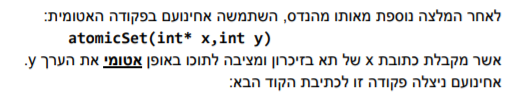 לאחר המלצה נוספת מאותו מהנדס, השתמשה אחינועם בפקודה האטומית:
atomicSet(int* x,int y)
אשר מקבלת כתובת x של תא בזיכרון ומציבה לתוכו באופן אטומי את הערך y.
אחינועם ניצלה פקודה זו לכתיבת הקוד הבא: